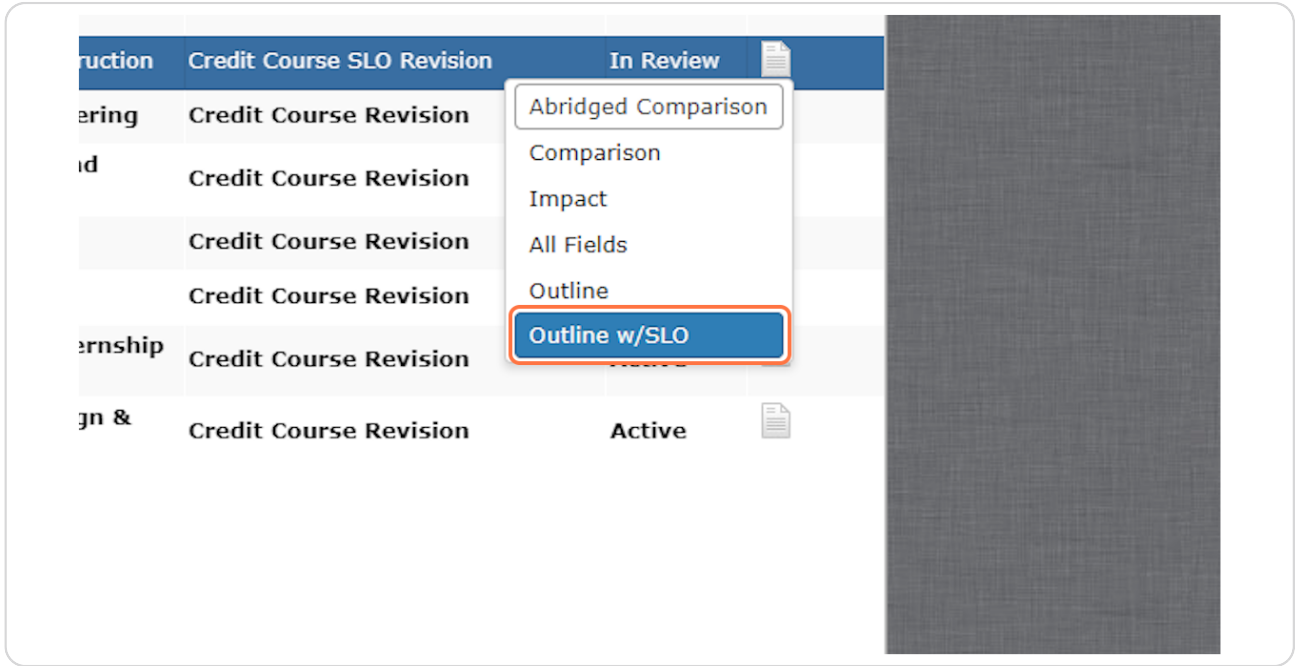 ruction Credit Course SLO Revision In Review
Abridged Comparison
ering Credit Course Revision
Comparison
nd
Credit Course Revision
Impact
Credit Course Revision
All Fields
Credit Course Revision
Outline
Outline w/SLO
ernship
Credit Course Revision
gn &
Credit Course Revision Active